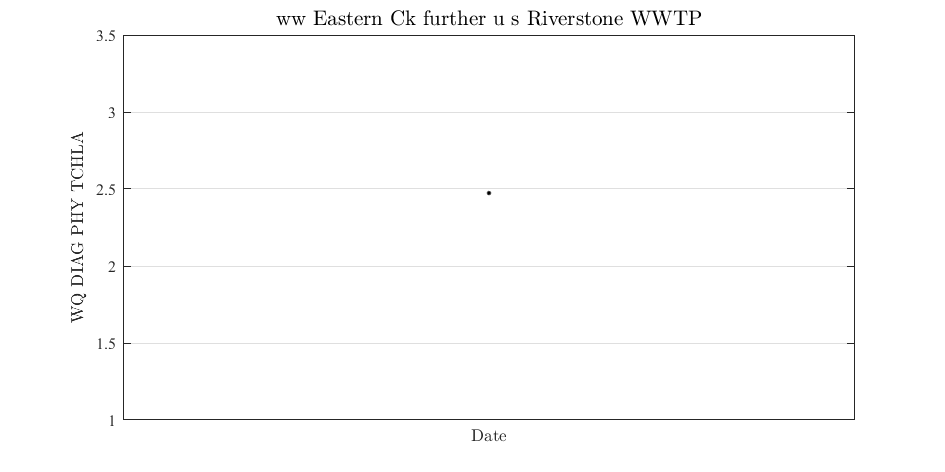 ww Eastern Ck further u s Riverstone WWTP
3.5
3
2.5
2
1.5
1
WQ DIAG PHY TCHLA
Date